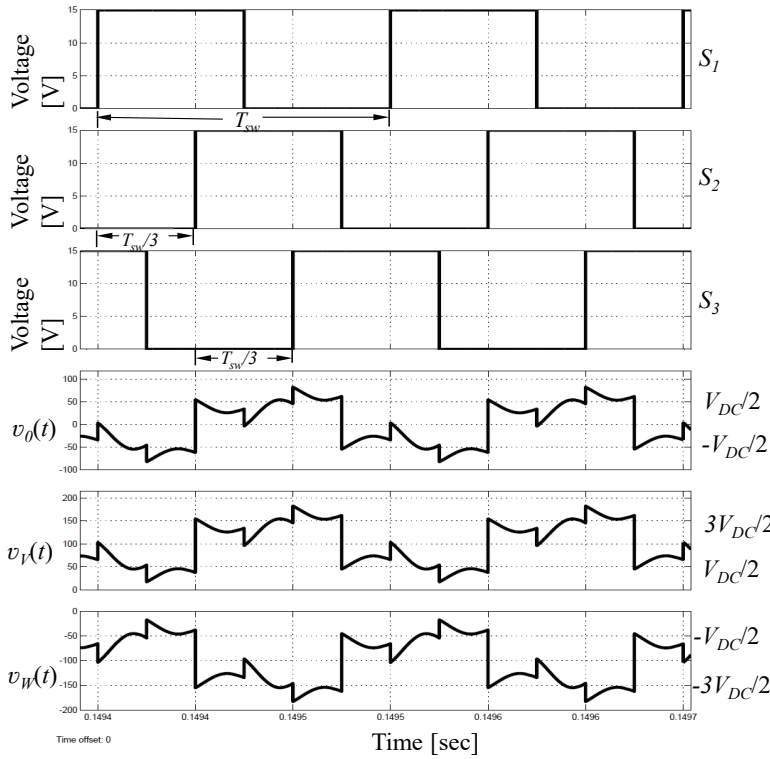 Voltage [V]
15
10
5
0
S1
Tsw
Voltage [V]
15
10
5
0
S2
Tsw/3
Voltage [V]
15
10
5
0
S3
Tsw/3
v0(t)
100
50
0
-50
-100
VDC/2
-VDC/2
vV(t)
200
150
100
50
0
3VDC/2
VDC/2
vW(t)
0
-50
-100
-150
-200
-VDC/2
-3VDC/2
0.1494 0.1494 0.1495 0.1495 0.1496 0.1496 0.1497
Time offset: 0
Time [sec]